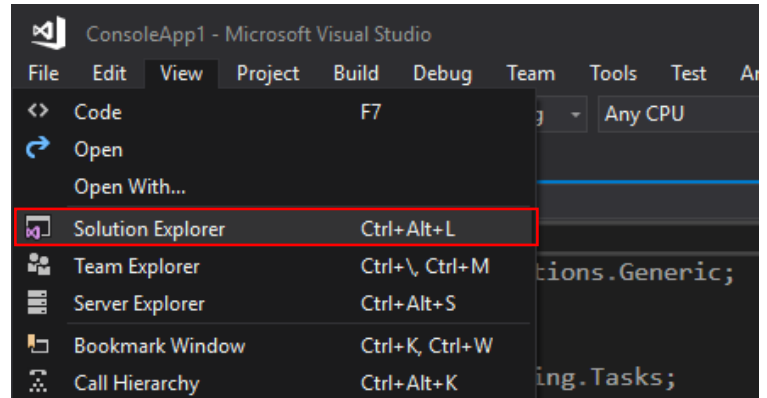 ConsoleApp1 - Microsoft Visual Studio
File Edit View Project Build Debug Team Tools Test
Code F7 Any CPU
Open
Open With...
Solution Explorer Ctrl+Alt+L
Team Explorer Ctrl+\, Ctrl+M tions.Generic;
Server Explorer Ctrl+Alt+S
Bookmark Window Ctrl+K, Ctrl+W
Call Hierarchy Ctrl+Alt+K ing.Tasks;